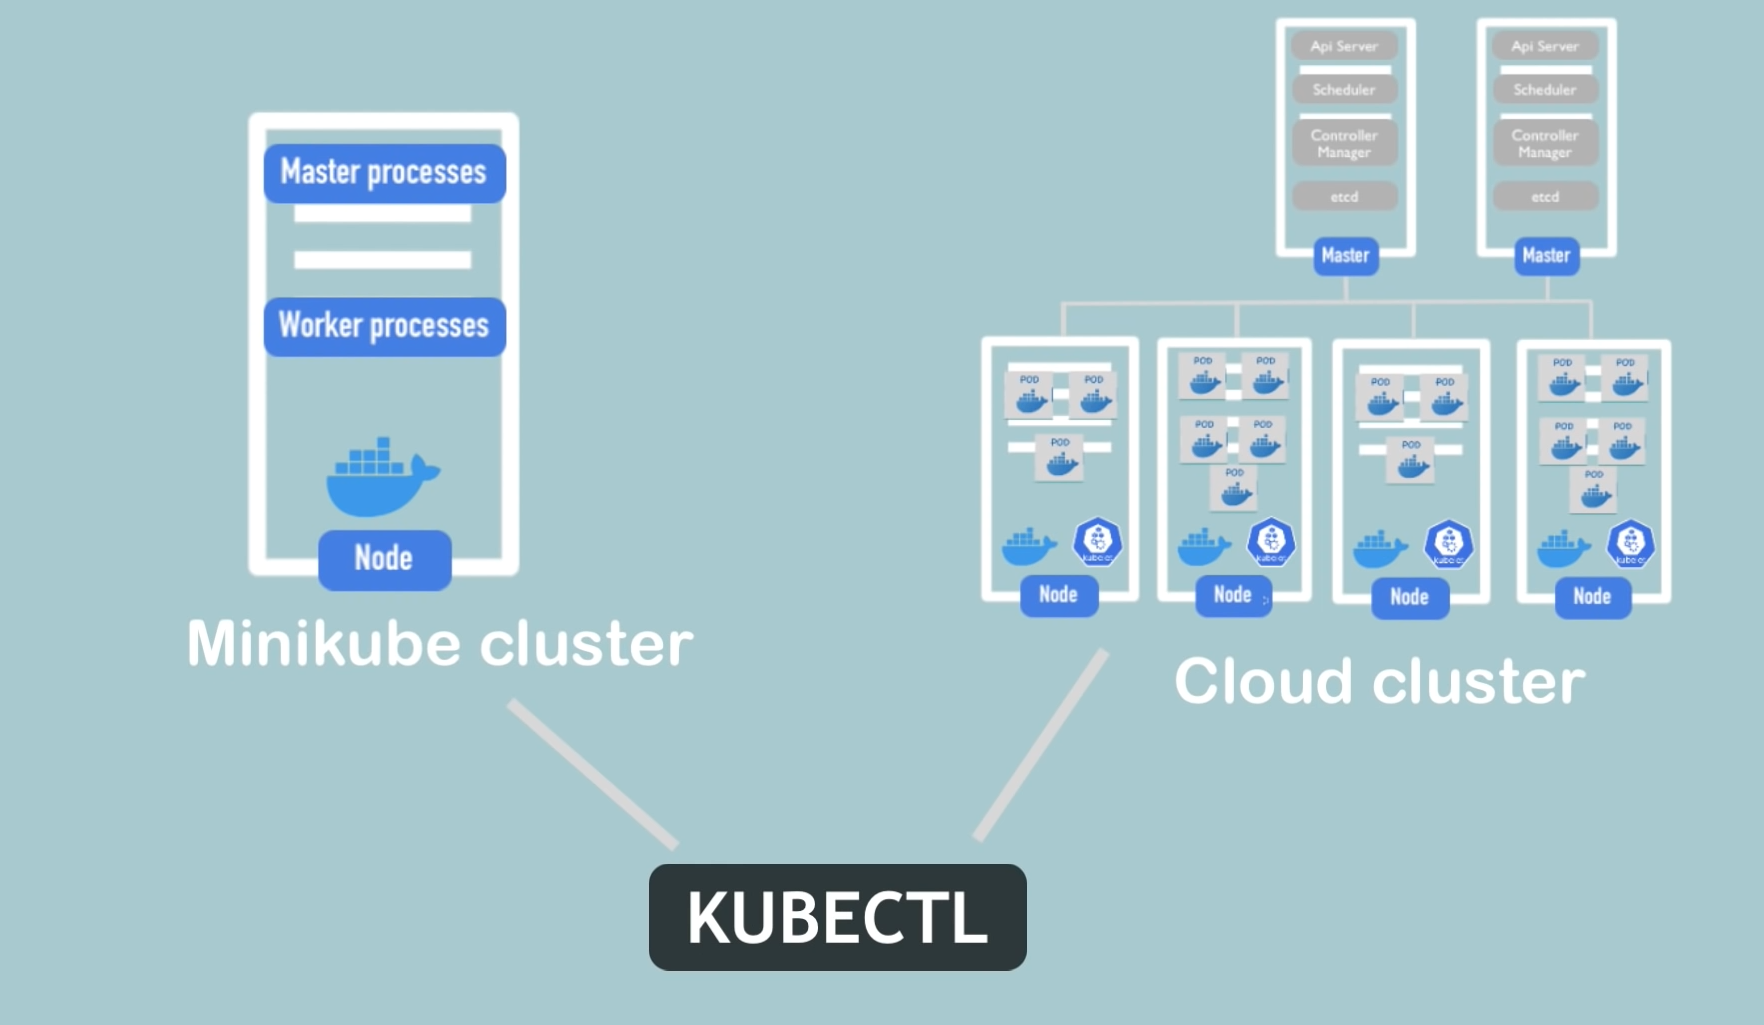 Master processes
Worker processes
Node
Minikube cluster
Api Server
Scheduler
Controller
Manager
etcd
Master
Api Server
Scheduler
Controller
Manager
etcd
Master
POD
POD
POD
Node
POD
POD
POD
POD
POD
Node
POD
POD
POD
Node
POD
POD
POD
POD
POD
Node
Cloud cluster
KUBECTL